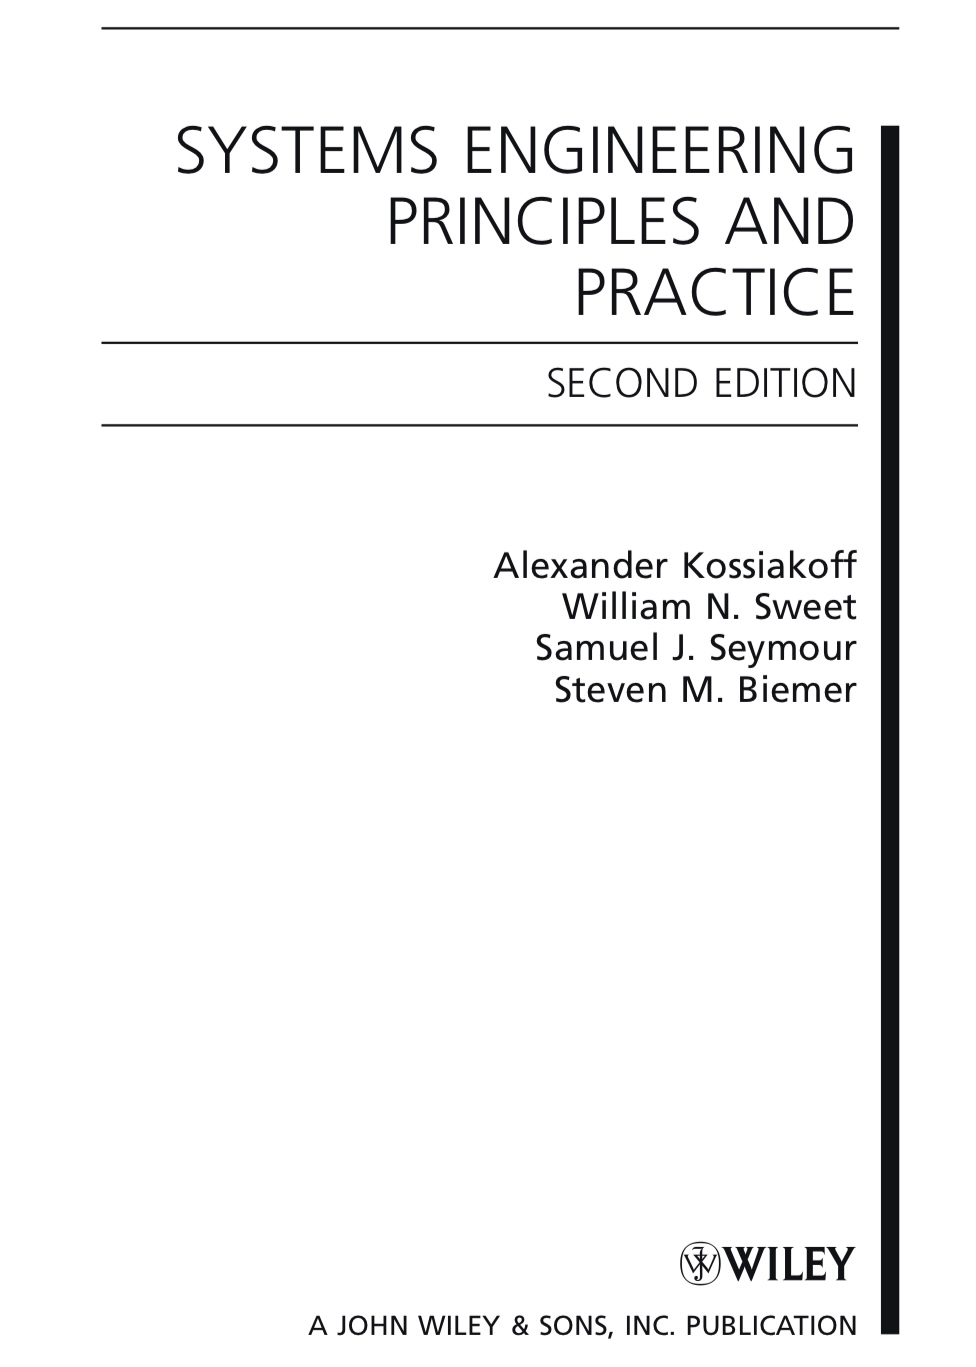 SYSTEMS ENGINEERING
PRINCIPLES AND
PRACTICE
SECOND EDITION
Alexander Kossiakoff
William N. Sweet
Samuel J. Seymour
Steven M. Biemer
WILEY
A JOHN WILEY & SONS, INC. PUBLICATION